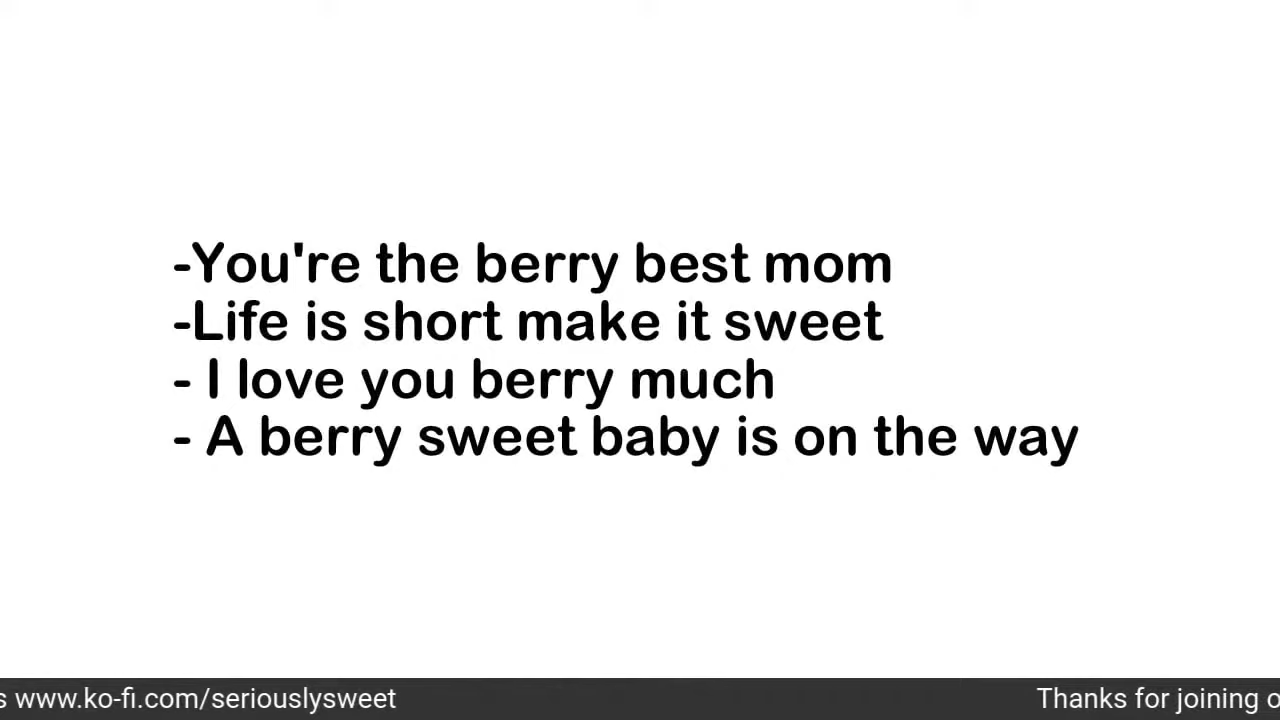 -You're the berry best mom
-Life is short make it sweet
- I love you berry much
- A berry sweet baby is on the way
s www.ko-fi.com/seriouslysweet
Thanks for joining o